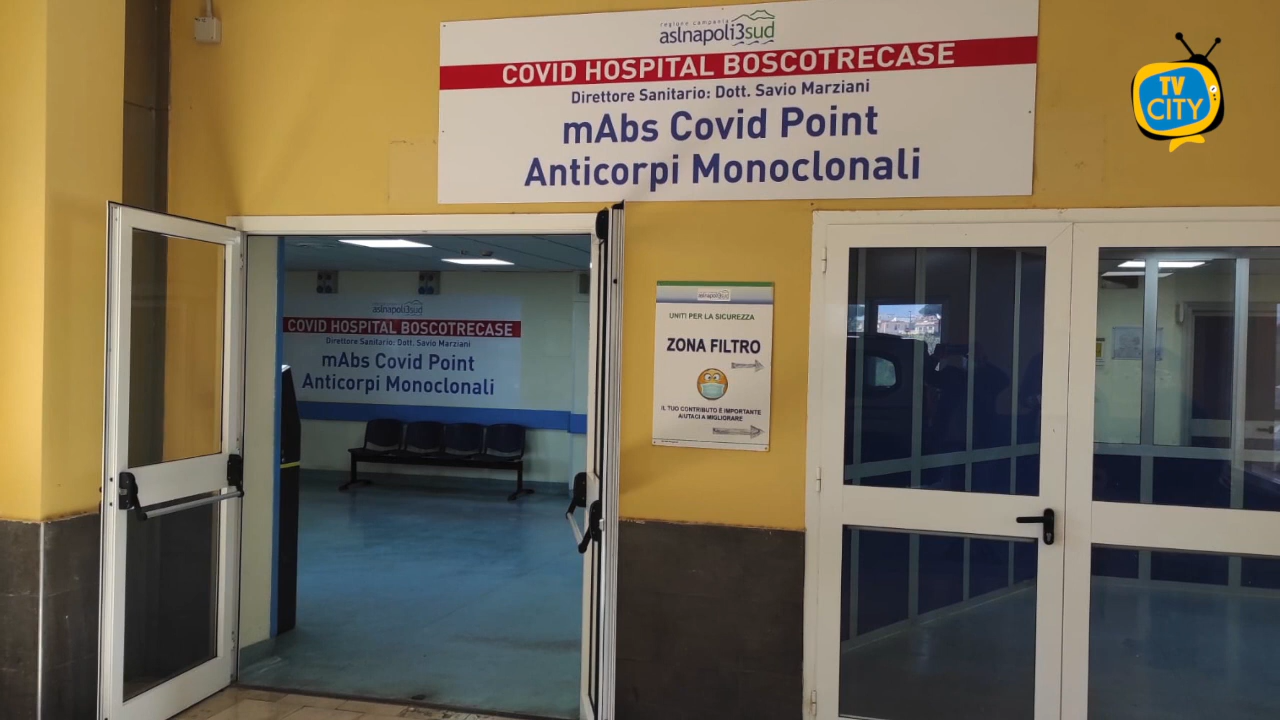 regione campania
aslnapoli3sud
COVID HOSPITAL BOSCOTRECASE
Direttore Sanitario: Dott. Savio Marziani
mAbs Covid Point
Anticorpi Monoclonali
TV
CITY
aslnapoli3sud
COVID HOSPITAL BOSCOTRECASE
Direttore Sanitario: Dott. Savio Marziani
mAbs Covid Point
Anticorpi Monoclonali
aslnapoli3sud
UNITI PER LA SICUREZZA
ZONA FILTRO
IL TUO CONTRIBUTO È IMPORTANTE
AIUTACI A MIGLIORARE